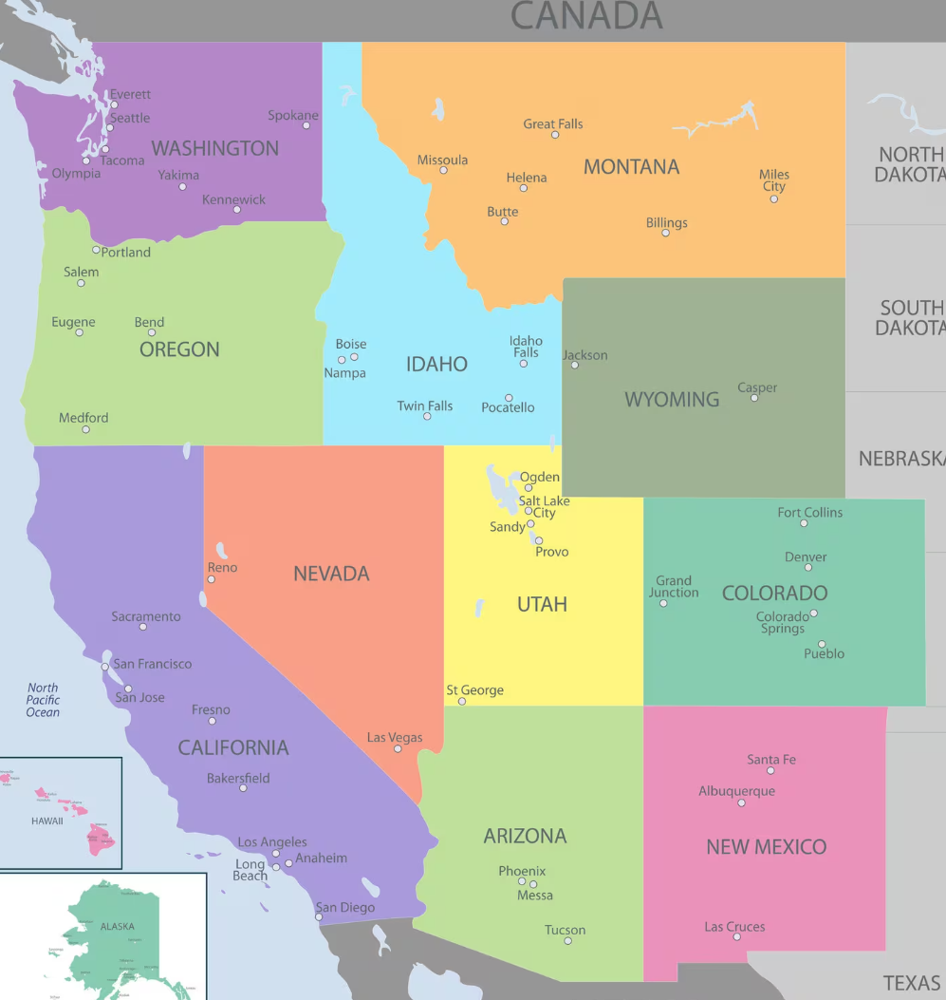 CANADA
Everett
Seattle
Spokane
WASHINGTON
Tacoma
Olympia
Yakima
Kennewick
Great Falls
Missoula
MONTANA
Helena
Miles
City
Butte
Billings
NORTH
DAKOTA
Portland
Salem
Eugene
Bend
OREGON
Medford
Boise
Nampa
IDAHO
Idaho
Falls
Twin Falls
Pocatello
Jackson
WYOMING
Casper
SOUTH
DAKOTA
NEBRASKA
Reno
NEVADA
Las Vegas
Ogden
Salt Lake
City
Sandy
Provo
UTAH
St George
Fort Collins
Denver
Grand
Junction
COLORADO
Colorado
Springs
Pueblo
Sacramento
San Francisco
San Jose
Fresno
CALIFORNIA
Bakersfield
Los Angeles
Long
Beach
Anaheim
San Diego
North
Pacific
Ocean
ARIZONA
Phoenix
Messa
Tucson
Santa Fe
Albuquerque
NEW MEXICO
Las Cruces
TEXAS
HAWAII
ALASKA